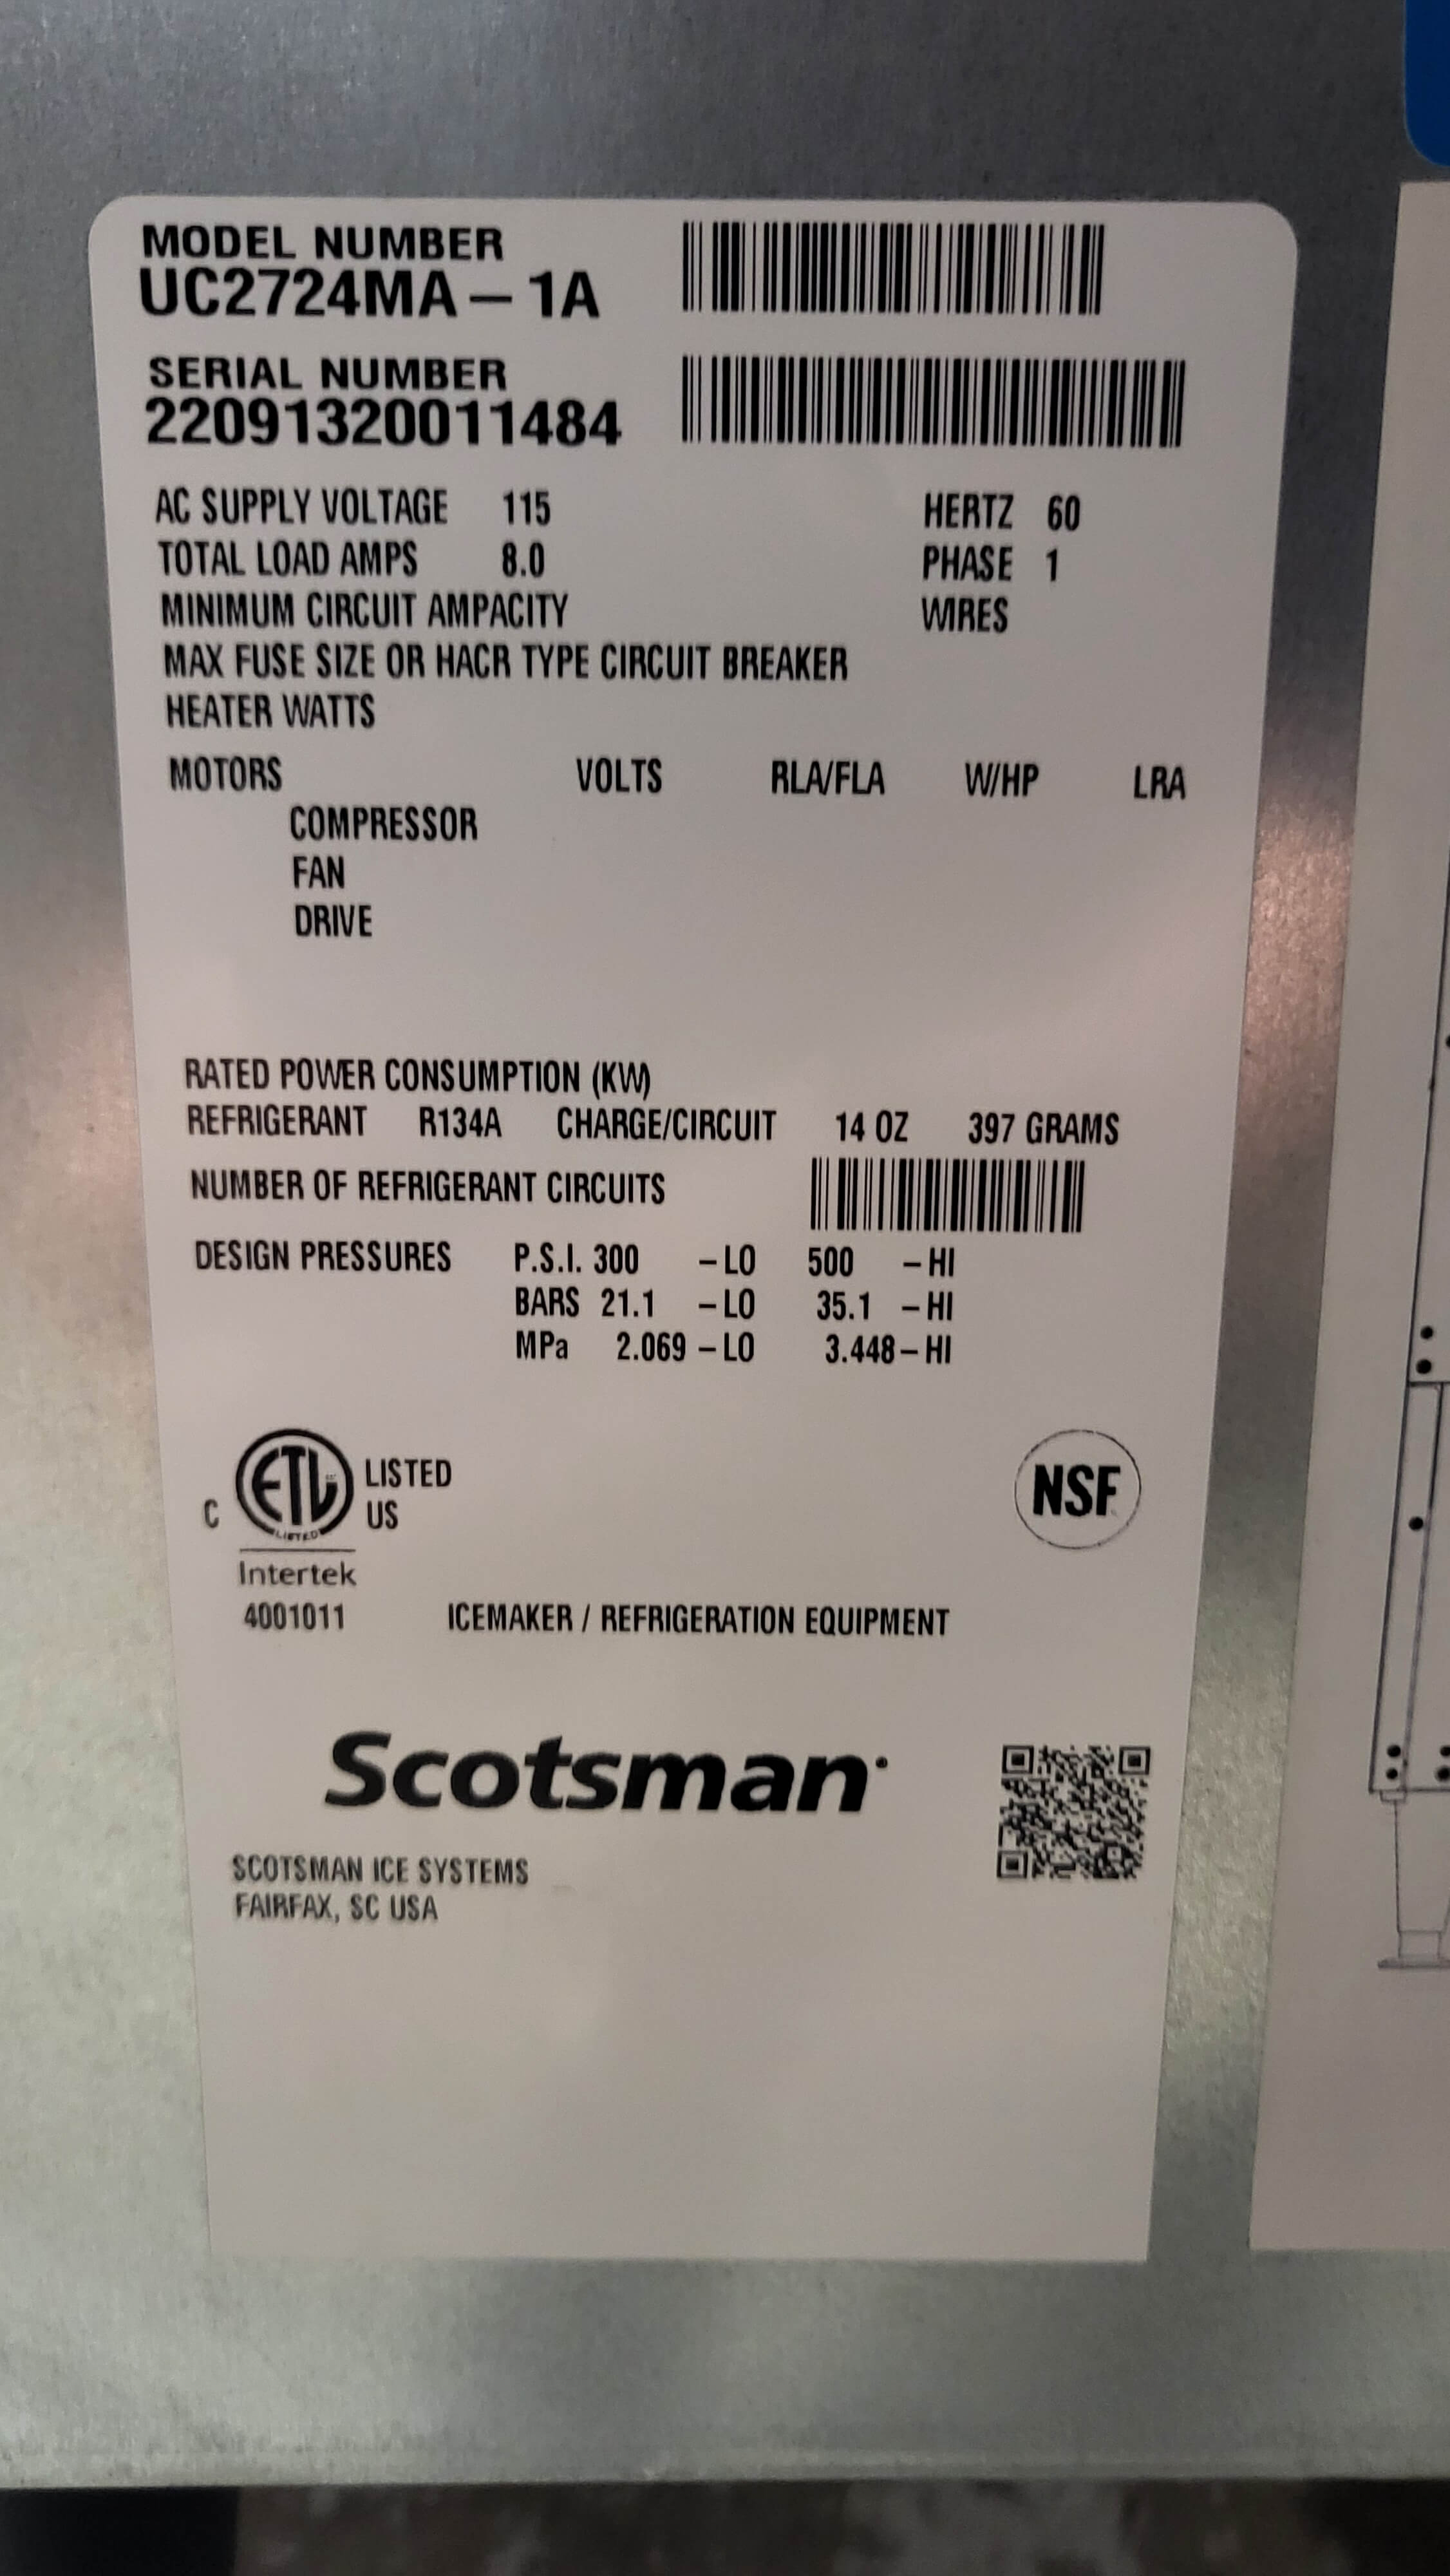 MODEL NUMBER
UC2724MA – 1A
SERIAL NUMBER
22091320011484
AC SUPPLY VOLTAGE 115 HERTZ 60
TOTAL LOAD AMPS 8.0 PHASE 1
MINIMUM CIRCUIT AMPACITY WIRES
MAX FUSE SIZE OR HACR TYPE CIRCUIT BREAKER
HEATER WATTS
MOTORS VOLTS RLA/FLA W/HP LRA
COMPRESSOR
FAN
DRIVE
RATED POWER CONSUMPTION (KW)
REFRIGERANT R134A CHARGE/CIRCUIT 14 OZ 397 GRAMS
NUMBER OF REFRIGERANT CIRCUITS
DESIGN PRESSURES P.S.I. 300 – LO 500 – HI
BARS 21.1 – LO 35.1 – HI
MPa 2.069 – LO 3.448 – HI
C ETL LISTED LISTED US
Intertek
4001011
NSF
ICEMAKER / REFRIGERATION EQUIPMENT
Scotsman
SCOTSMAN ICE SYSTEMS
FAIRFAX, SC USA